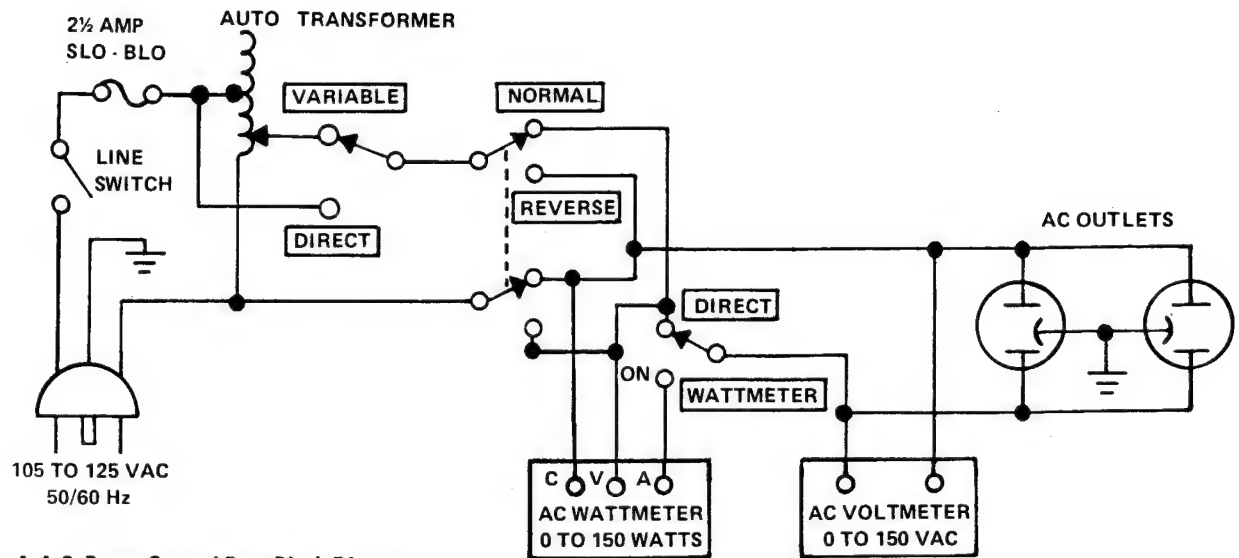 2½ AMP
SLO - BLO
AUTO TRANSFORMER
VARIABLE
NORMAL
LINE
SWITCH
REVERSE
DIRECT
AC OUTLETS
DIRECT
ON
WATTMETER
105 TO 125 VAC
50/60 Hz
C V A
AC WATTMETER
0 TO 150 WATTS
AC VOLTMETER
0 TO 150 VAC